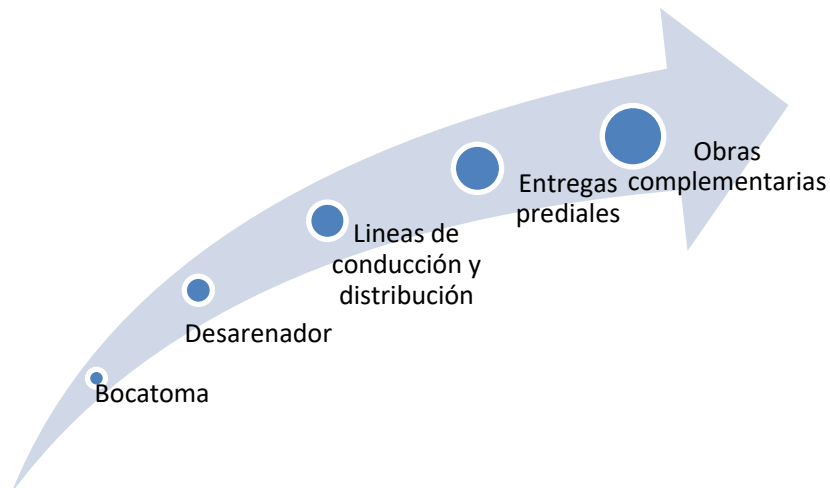 Bocatoma
Desarenador
Lineas de
conducción y
distribución
Entregas
prediales
Obras
complementarias